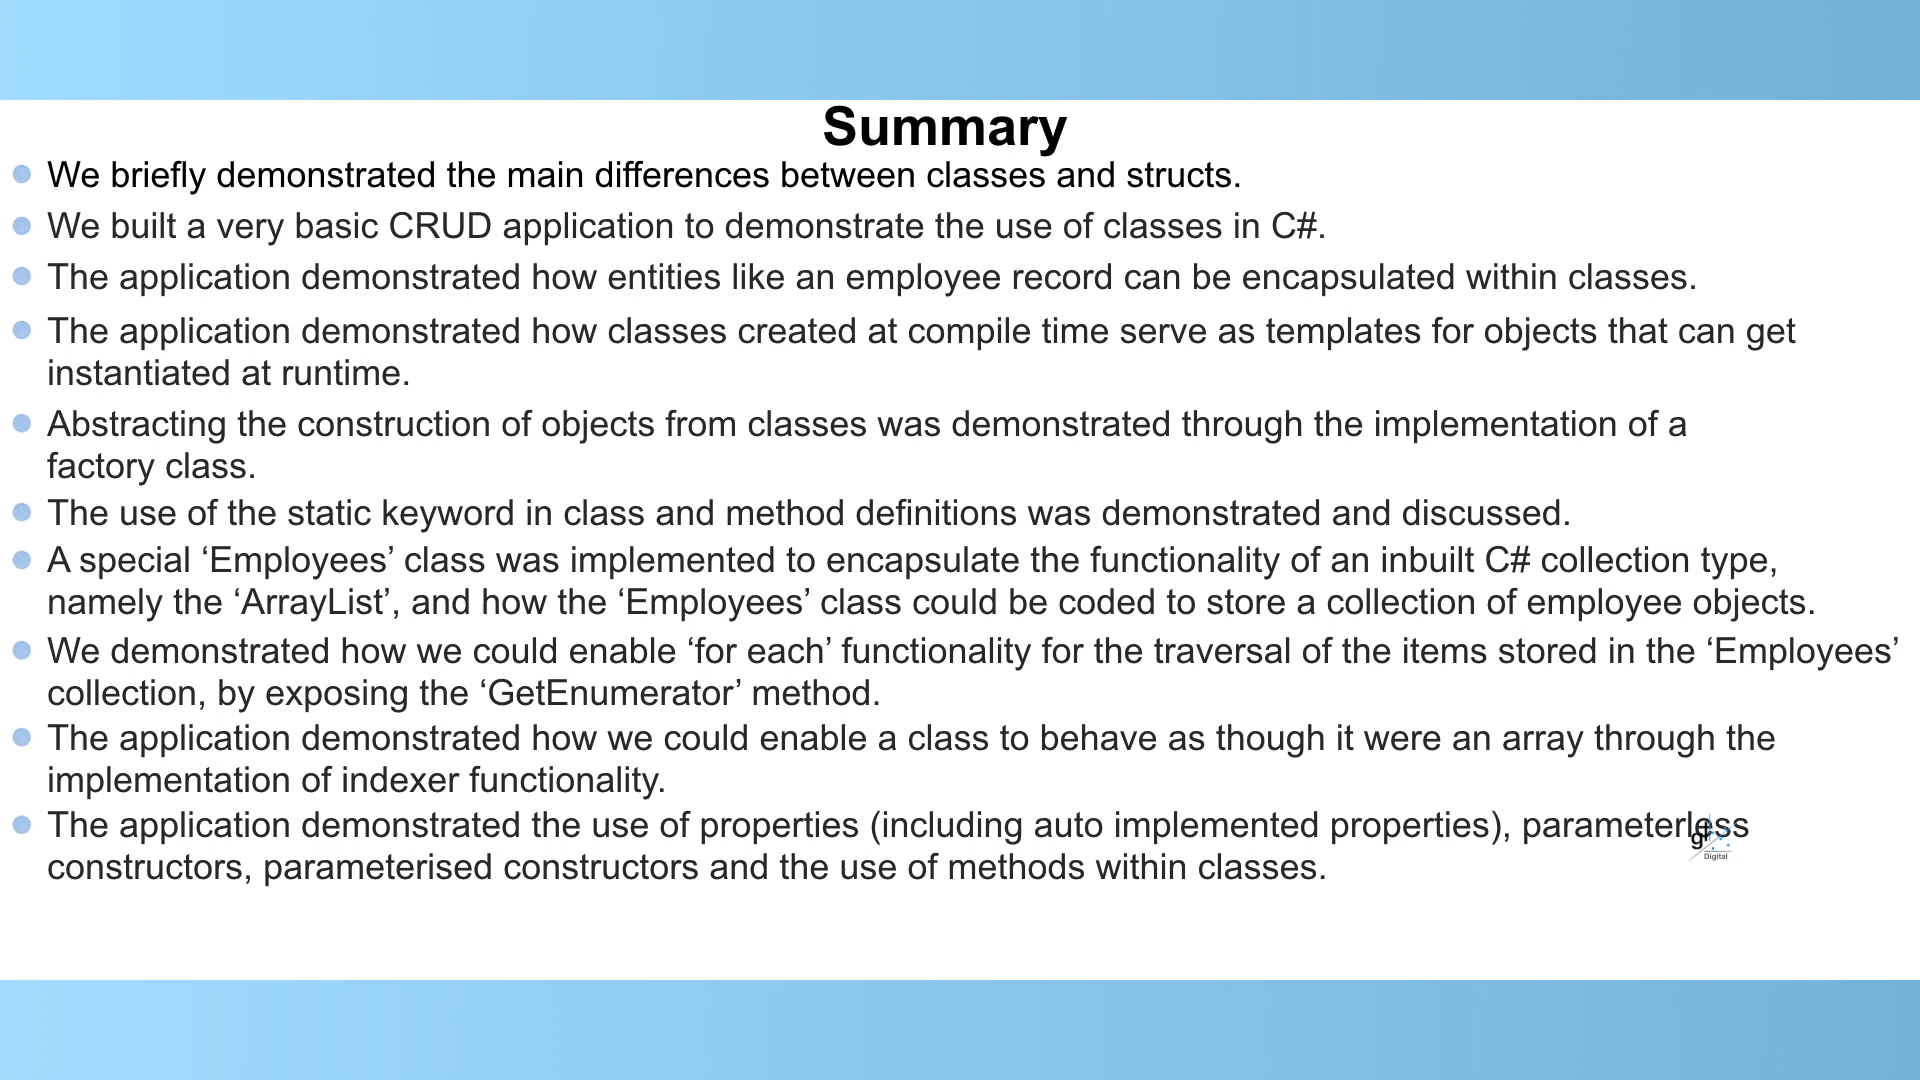 Summary
We briefly demonstrated the main differences between classes and structs.
We built a very basic CRUD application to demonstrate the use of classes in C#.
The application demonstrated how entities like an employee record can be encapsulated within classes.
The application demonstrated how classes created at compile time serve as templates for objects that can get
instantiated at runtime.
Abstracting the construction of objects from classes was demonstrated through the implementation of a
factory class.
The use of the static keyword in class and method definitions was demonstrated and discussed.
A special ‘Employees’ class was implemented to encapsulate the functionality of an inbuilt C# collection type,
namely the ‘ArrayList’, and how the ‘Employees’ class could be coded to store a collection of employee objects.
We demonstrated how we could enable ‘for each’ functionality for the traversal of the items stored in the ‘Employees’
collection, by exposing the ‘GetEnumerator’ method.
The application demonstrated how we could enable a class to behave as though it were an array through the
implementation of indexer functionality.
The application demonstrated the use of properties (including auto implemented properties), parameterless
constructors, parameterised constructors and the use of methods within classes.
Digital